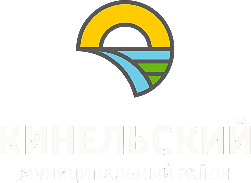 КИНЕЛЬСКИЙ
МУНИЦИПАЛЬНЫЙ РАЙОН